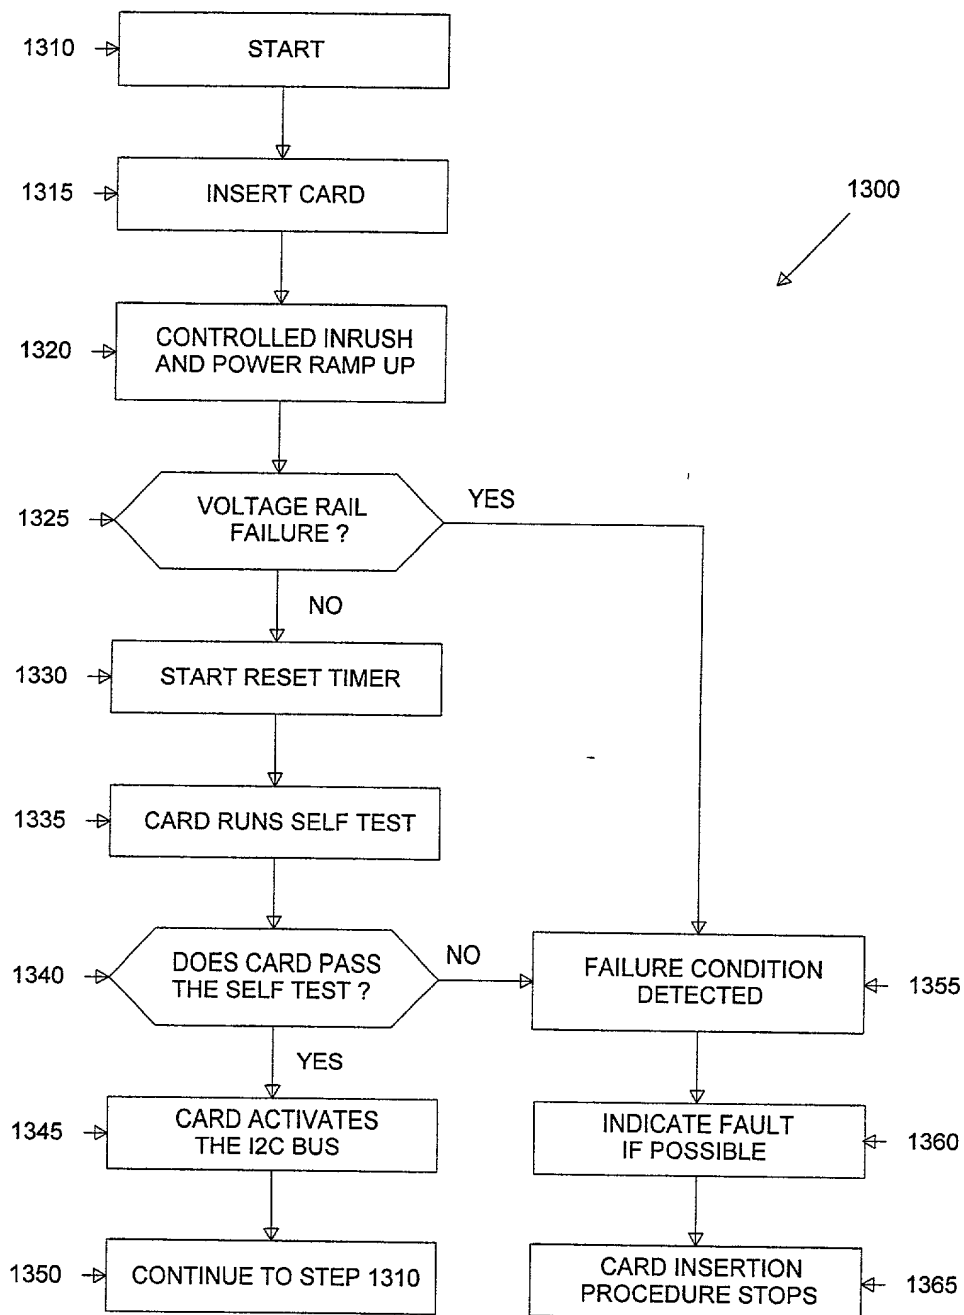 1310
START
1315
INSERT CARD
1300
1320
CONTROLLED INRUSH
AND POWER RAMP UP
1325
VOLTAGE RAIL
FAILURE ?
YES
NO
1330
START RESET TIMER
1335
CARD RUNS SELF TEST
1340
DOES CARD PASS
THE SELF TEST ?
NO
FAILURE CONDITION
DETECTED
1355
YES
1345
CARD ACTIVATES
THE I2C BUS
INDICATE FAULT
IF POSSIBLE
1360
1350
CONTINUE TO STEP 1310
CARD INSERTION
PROCEDURE STOPS
1365